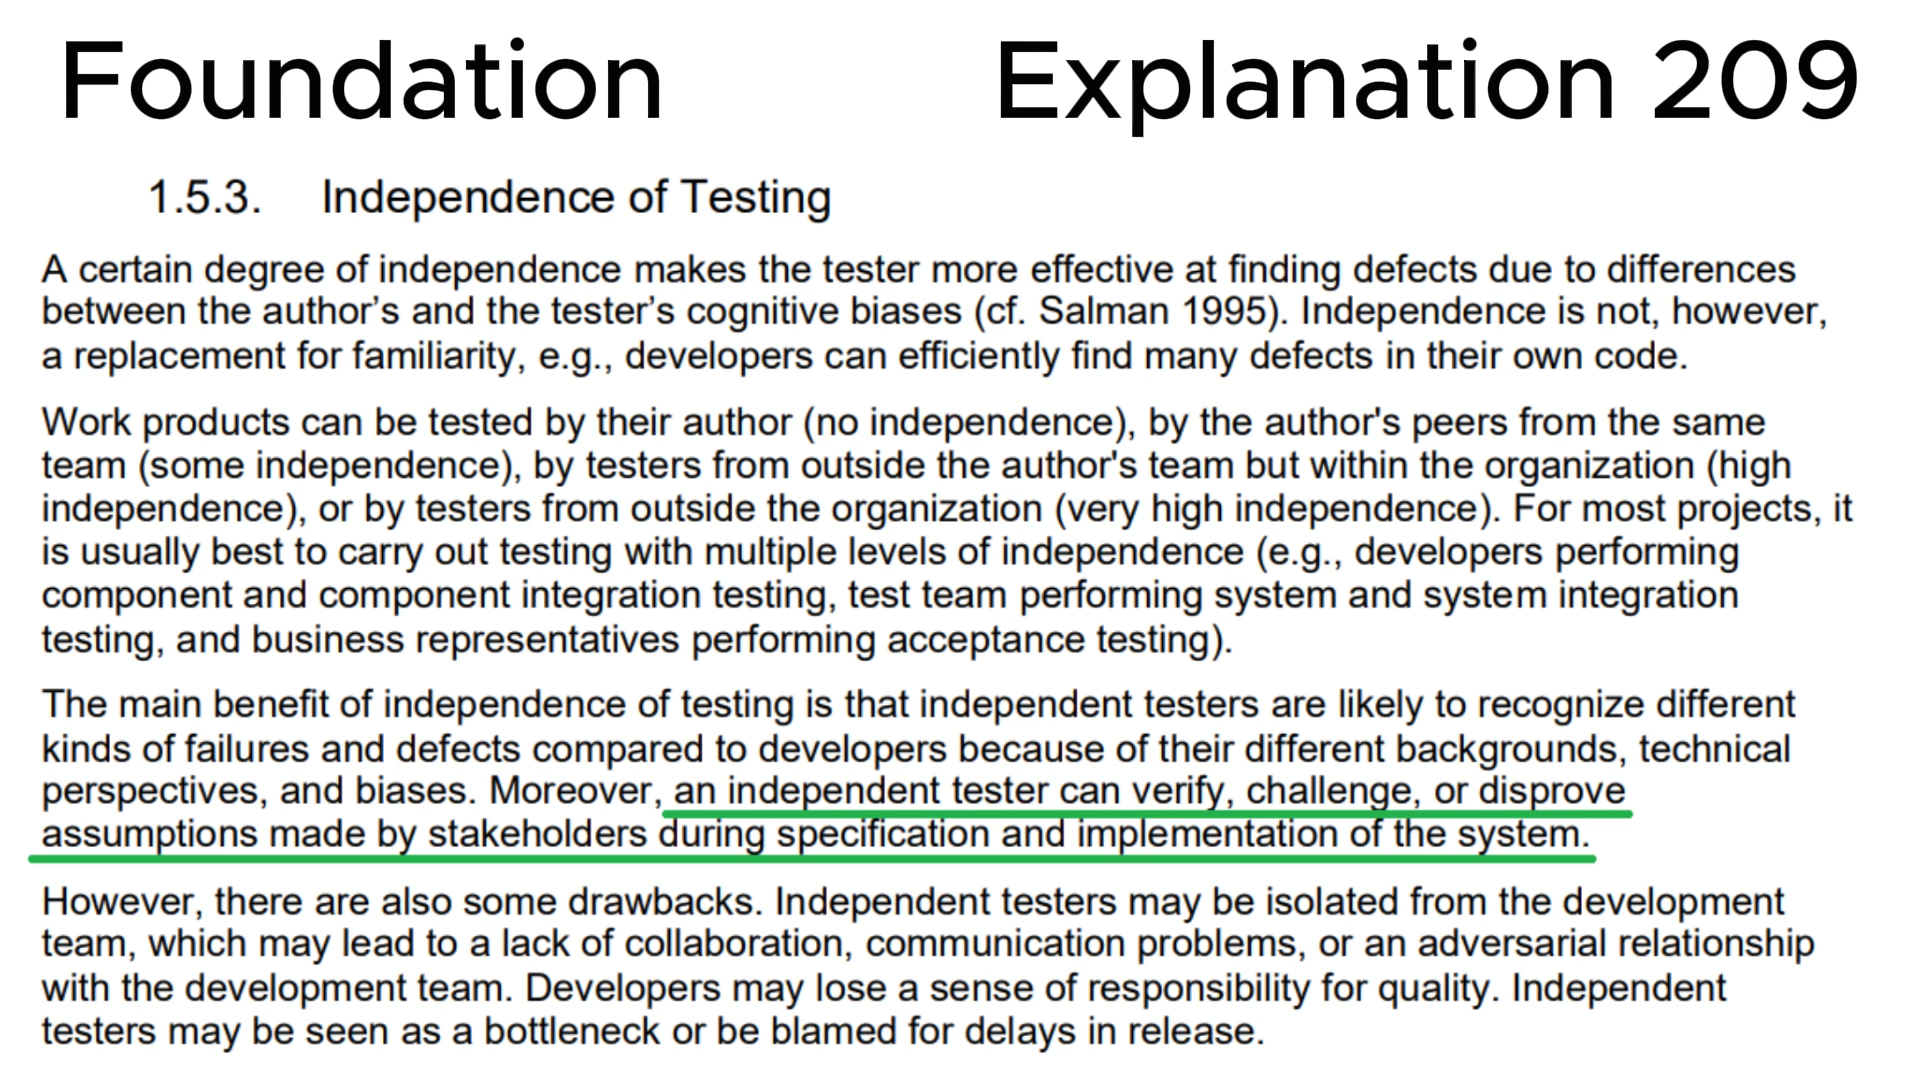 Foundation
Explanation 209
1.5.3. Independence of Testing
A certain degree of independence makes the tester more effective at finding defects due to differences
between the author's and the tester's cognitive biases (cf. Salman 1995). Independence is not, however,
a replacement for familiarity, e.g., developers can efficiently find many defects in their own code.
Work products can be tested by their author (no independence), by the author's peers from the same
team (some independence), by testers from outside the author's team but within the organization (high
independence), or by testers from outside the organization (very high independence). For most projects, it
is usually best to carry out testing with multiple levels of independence (e.g., developers performing
component and component integration testing, test team performing system and system integration
testing, and business representatives performing acceptance testing).
The main benefit of independence of testing is that independent testers are likely to recognize different
kinds of failures and defects compared to developers because of their different backgrounds, technical
perspectives, and biases. Moreover, an independent tester can verify, challenge, or disprove
assumptions made by stakeholders during specification and implementation of the system.
However, there are also some drawbacks. Independent testers may be isolated from the development
team, which may lead to a lack of collaboration, communication problems, or an adversarial relationship
with the development team. Developers may lose a sense of responsibility for quality. Independent
testers may be seen as a bottleneck or be blamed for delays in release.